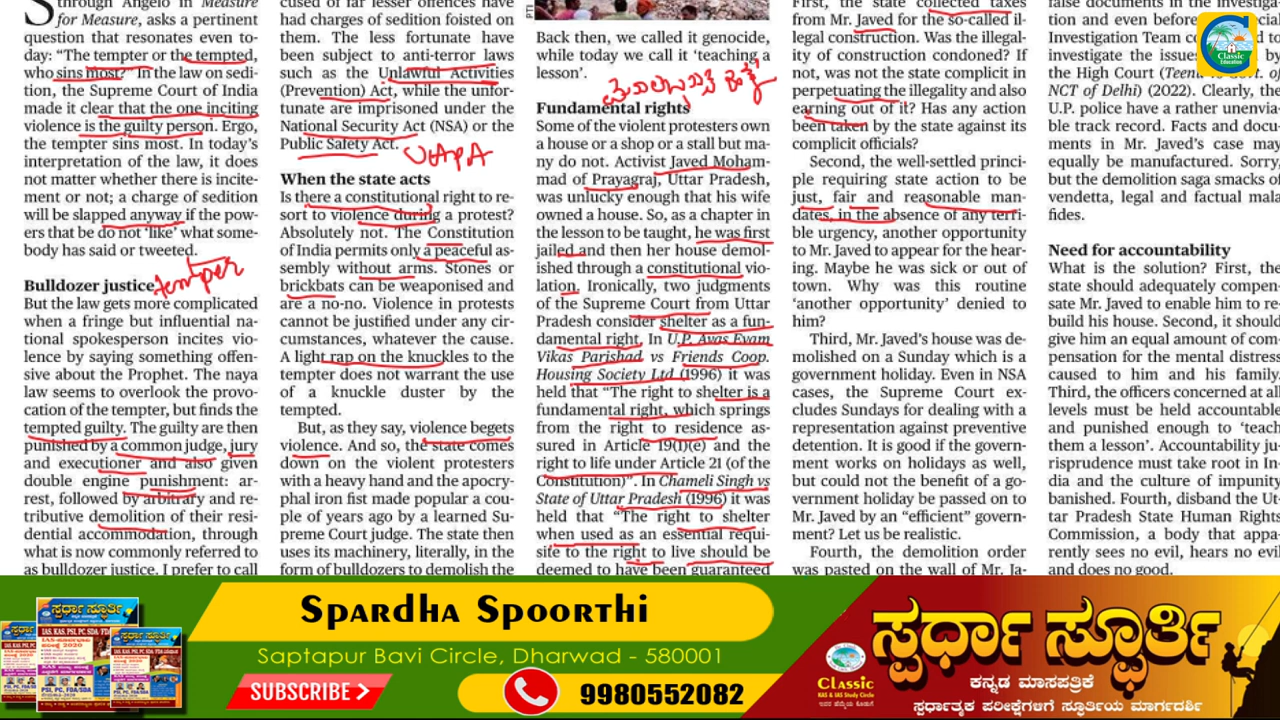 through Angelo in Measure
for Measure, asks a pertinent
question that resonates even to-
day: “The tempter or the tempted,
who sins most?” In the law on sedi-
tion, the Supreme Court of India
made it clear that the one inciting
violence is the guilty person. Ergo,
the tempter sins most. In today’s
interpretation of the law, it does
not matter whether there is incite-
ment or not; a charge of sedition
will be slapped anyway if the pow-
ers that be do not ‘like’ what some-
body has said or tweeted.
Bulldozer justice
tempter
But the law gets more complicated
when a fringe but influential na-
tional spokesperson incites vio-
lence by saying something offen-
sive about the Prophet. The naya
law seems to overlook the provo-
cation of the tempter, but finds the
tempted guilty. The guilty are then
punished by a common judge, jury
and executioner and also given
double engine punishment: ar-
rest, followed by arbitrary and re-
tributive demolition of their resi-
dential accommodation, through
what is now commonly referred to
as bulldozer justice. I prefer to call
cused of far lesser offences have
had charges of sedition foisted on
them. The less fortunate have
been subject to anti-terror laws
such as the Unlawful Activities
(Prevention) Act, while the unfor-
tunate are imprisoned under the
National Security Act (NSA) or the
Public Safety Act.
UAPA
When the state acts
Is there a constitutional right to re-
sort to violence during a protest?
Absolutely not. The Constitution
of India permits only a peaceful as-
sembly without arms. Stones or
brickbats can be weaponised and
are a no-no. Violence in protests
cannot be justified under any cir-
cumstances, whatever the cause.
A light rap on the knuckles to the
tempter does not warrant the use
of a knuckle duster by the
tempted.
But, as they say, violence begets
violence. And so, the state comes
down on the violent protesters
with a heavy hand and the apocry-
phal iron fist made popular a cou-
ple of years ago by a learned Su-
preme Court judge. The state then
uses its machinery, literally, in the
form of bulldozers to demolish the
PTI
Back then, we called it genocide,
while today we call it ‘teaching a
lesson’.
Fundamental rights
Some of the violent protesters own
a house or a shop or a stall but ma-
ny do not. Activist Javed Moham-
mad of Prayagraj, Uttar Pradesh,
was unlucky enough that his wife
owned a house. So, as a chapter in
the lesson to be taught, he was first
jailed and then her house demol-
ished through a constitutional vio-
lation. Ironically, two judgments
of the Supreme Court from Uttar
Pradesh consider shelter as a fun-
damental right. In U.P. Avas Evam
Vikas Parishad vs Friends Coop.
Housing Society Ltd (1996) it was
held that “The right to shelter is a
fundamental right, which springs
from the right to residence as-
sured in Article 19(1)(e) and the
right to life under Article 21 (of the
Constitution)”. In Chameli Singh vs
State of Uttar Pradesh (1996) it was
held that “The right to shelter
when used as an essential requi-
site to the right to live should be
deemed to have been guaranteed
First, the state collected taxes
from Mr. Javed for the so-called il-
legal construction. Was the illegal-
ity of construction condoned? If
not, was not the state complicit in
perpetuating the illegality and also
earning out of it? Has any action
been taken by the state against its
complicit officials?
Second, the well-settled princi-
ple requiring state action to be
just, fair and reasonable man-
dates, in the absence of any terri-
ble urgency, another opportunity
to Mr. Javed to appear for the hear-
ing. Maybe he was sick or out of
town. Why was this routine
‘another opportunity’ denied to
him?
Third, Mr. Javed’s house was de-
molished on a Sunday which is a
government holiday. Even in NSA
cases, the Supreme Court ex-
cludes Sundays for dealing with a
representation against preventive
detention. It is good if the govern-
ment works on holidays as well,
but could not the benefit of a go-
vernment holiday be passed on to
Mr. Javed by an “efficient” govern-
ment? Let us be realistic.
Fourth, the demolition order
was pasted on the wall of Mr. Ja-
false documents in the investiga-
tion and even before
Investigation Team co
investigate the issues by
the High Court (Teen
NCT of Delhi) (2022). Clearly, the
U.P. police have a rather unenvia-
ble track record. Facts and docu-
ments in Mr. Javed’s case may
equally be manufactured. Sorry,
but the demolition saga smacks of
vendetta, legal and factual mala
fides.
Need for accountability
What is the solution? First, the
state should adequately compen-
sate Mr. Javed to enable him to re-
build his house. Second, it should
give him an equal amount of com-
pensation for the mental distress
caused to him and his family.
Third, the officers concerned at all
levels must be held accountable
and punished enough to ‘teach
them a lesson’. Accountability ju-
risprudence must take root in In-
dia and the culture of impunity
banished. Fourth, disband the Ut-
tar Pradesh State Human Rights
Commission, a body that appa-
rently sees no evil, hears no evil
and does no good.
Classic
Education
ಸ್ಪರ್ಧಾ ಸ್ಫೂರ್ತಿ
Spardha Spoorthi
Saptapur Bavi Circle, Dharwad - 580001
SUBSCRIBE
9980552082
Classic
KAS & IAS Study Circle
ಸ್ಪರ್ಧಾ ಸ್ಫೂರ್ತಿ
ಕನ್ನಡ ಮಾಸಪತ್ರಿಕೆ
ಸ್ಪರ್ಧಾತ್ಮಕ ಪರೀಕ್ಷೆಗಳಿಗೆ ಸ್ಫೂರ್ತಿಯ ಮಾರ್ಗದರ್ಶಿ